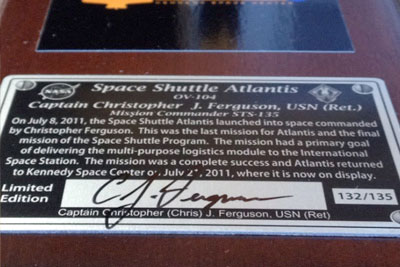 NASA
Space Shuttle Atlantis
OV-104
Captain Christopher J. Ferguson, USN (Ret.)
Mission Commander STS-135
On July 8, 2011, the Space Shuttle Atlantis launched into space commanded
by Christopher Ferguson. This was the last mission for Atlantis and the final
mission of the Space Shuttle Program. The mission had a primary goal
of delivering the multi-purpose logistics module to the International
Space Station. The mission was a complete success and Atlantis returned
to Kennedy Space Center on July 21, 2011, where it is now on display.
Limited
Edition
C J. Ferguson
132/135
Captain Christopher (Chris) J. Ferguson, USN (Ret)